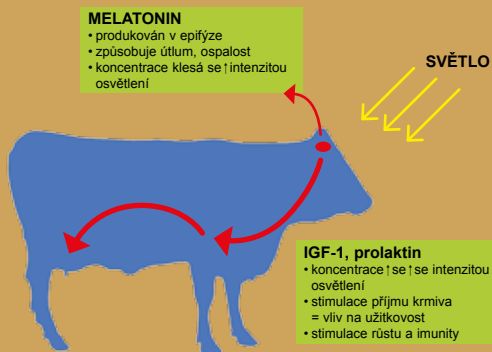 MELATONIN
• produkován v epifýze
• způsobuje útlum, ospalost
• koncentrace klesá se↑intenzitou
osvětlení
SVĚTLO
IGF-1, prolaktin
• koncentrace↑se↑se intenzitou
osvětlení
• stimulace příjmu krmiva
= vliv na užitkovost
• stimulace růstu a imunity